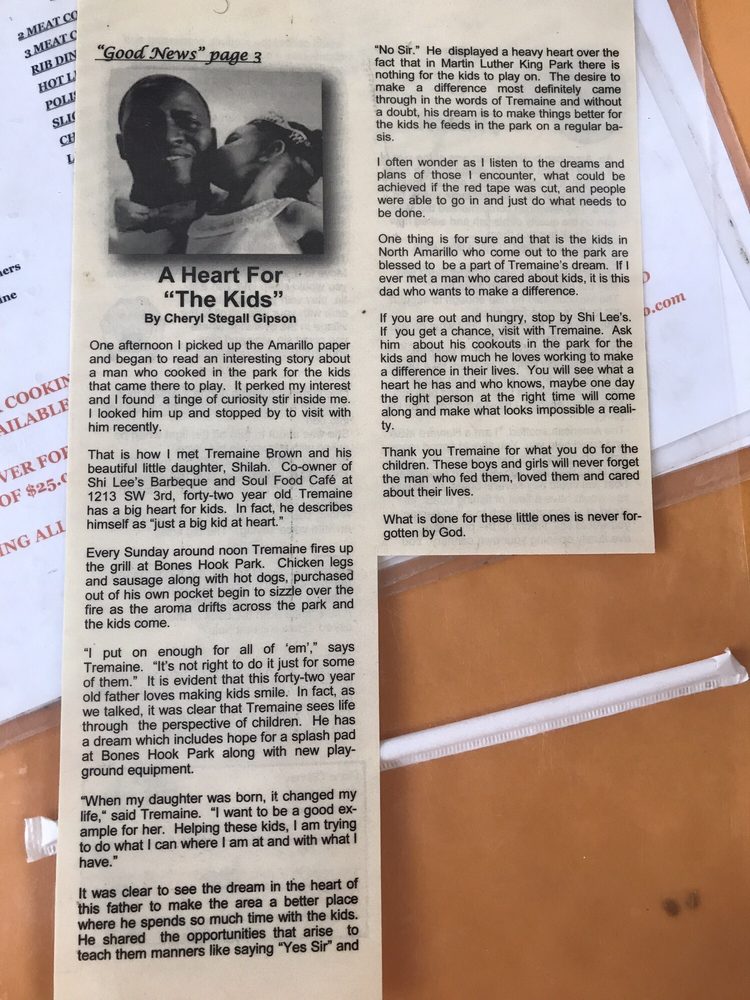 2 MEAT CO
3 MEAT C
RIB DIN
HOT L
POLI
SLIC
CH
L
ners
ine
COOKIN
AILABLE
VER FO
OF $25.0
ING ALL
o.com
"Good News" page 3
A Heart For
"The Kids"
By Cheryl Stegall Gipson
One afternoon I picked up the Amarillo paper
and began to read an interesting story about
a man who cooked in the park for the kids
that came there to play. It perked my interest
and I found a tinge of curiosity stir inside me.
I looked him up and stopped by to visit with
him recently.
That is how I met Tremaine Brown and his
beautiful little daughter, Shilah. Co-owner of
Shi Lee's Barbeque and Soul Food Café at
1213 SW 3rd, forty-two year old Tremaine
has a big heart for kids. In fact, he describes
himself as "just a big kid at heart."
Every Sunday around noon Tremaine fires up
the grill at Bones Hook Park. Chicken legs
and sausage along with hot dogs, purchased
out of his own pocket begin to sizzle over the
fire as the aroma drifts across the park and
the kids come.
"I put on enough for all of 'em'," says
Tremaine. "It's not right to do it just for some
of them." It is evident that this forty-two year
old father loves making kids smile. In fact, as
we talked, it was clear that Tremaine sees life
through the perspective of children. He has
a dream which includes hope for a splash pad
at Bones Hook Park along with new play-
ground equipment.
"When my daughter was born, it changed my
life," said Tremaine. "I want to be a good ex-
ample for her. Helping these kids, I am trying
to do what I can where I am at and with what I
have."
It was clear to see the dream in the heart of
this father to make the area a better place
where he spends so much time with the kids.
He shared the opportunities that arise to
teach them manners like saying "Yes Sir" and
"No Sir." He displayed a heavy heart over the
fact that in Martin Luther King Park there is
nothing for the kids to play on. The desire to
make a difference most definitely came
through in the words of Tremaine and without
a doubt, his dream is to make things better for
the kids he feeds in the park on a regular ba-
sis.
I often wonder as I listen to the dreams and
plans of those I encounter, what could be
achieved if the red tape was cut, and people
were able to go in and just do what needs to
be done.
One thing is for sure and that is the kids in
North Amarillo who come out to the park are
blessed to be a part of Tremaine's dream. If I
ever met a man who cared about kids, it is this
dad who wants to make a difference.
If you are out and hungry, stop by Shi Lee's.
If you get a chance, visit with Tremaine. Ask
him about his cookouts in the park for the
kids and how much he loves working to make
a difference in their lives. You will see what a
heart he has and who knows, maybe one day
the right person at the right time will come
along and make what looks impossible a reali-
ty.
Thank you Tremaine for what you do for the
children. These boys and girls will never forget
the man who fed them, loved them and cared
about their lives.
What is done for these little ones is never for-
gotten by God.